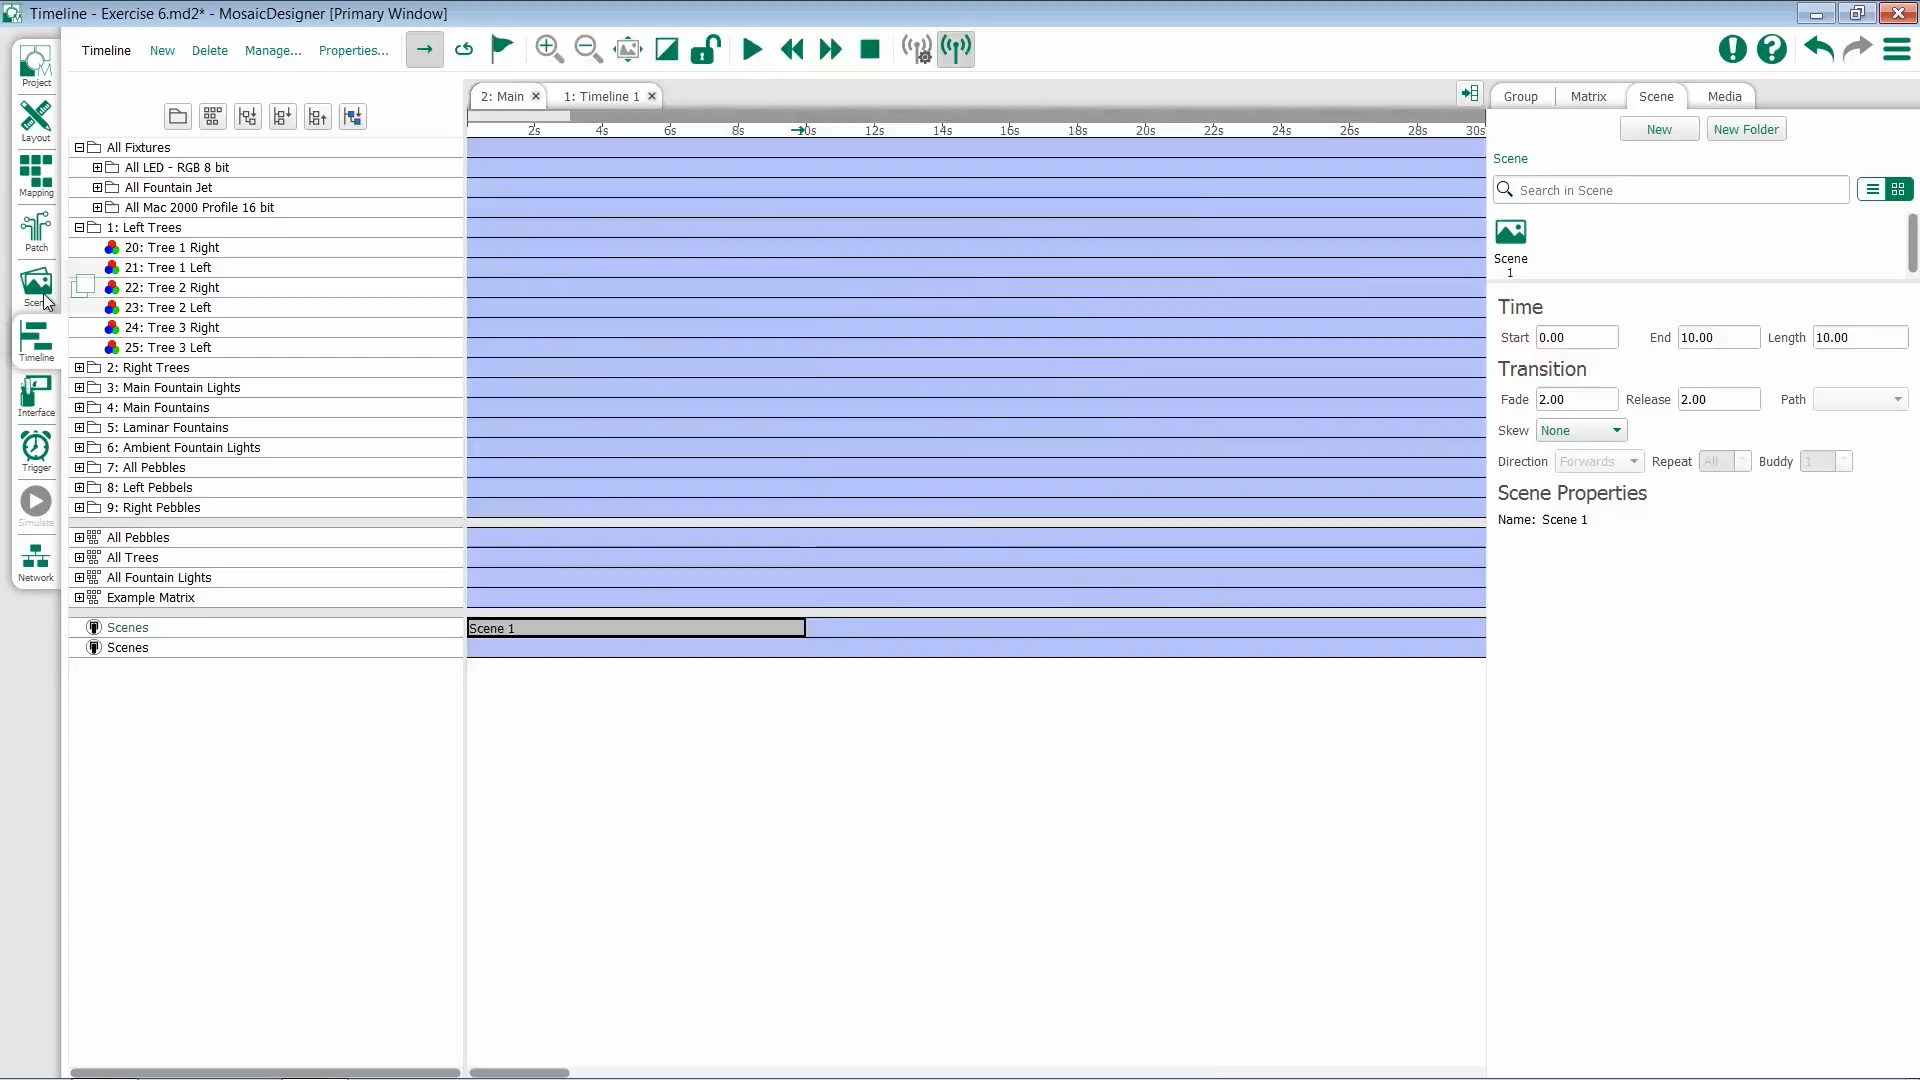 Timeline - Exercise 6.md2* - MosaicDesigner [Primary Window]
Timeline New Delete Manage... Properties...
Project
Layout
Mapping
Patch
Scene
Timeline
Interface
Trigger
Simulate
Network
All Fixtures
All LED - RGB 8 bit
All Fountain Jet
All Mac 2000 Profile 16 bit
1: Left Trees
20: Tree 1 Right
21: Tree 1 Left
22: Tree 2 Right
23: Tree 2 Left
24: Tree 3 Right
25: Tree 3 Left
2: Right Trees
3: Main Fountain Lights
4: Main Fountains
5: Laminar Fountains
6: Ambient Fountain Lights
7: All Pebbles
8: Left Pebbels
9: Right Pebbles
All Pebbles
All Trees
All Fountain Lights
Example Matrix
Scenes
Scenes
2: Main 1: Timeline 1
2s 4s 6s 8s 10s 12s 14s 16s 18s 20s 22s 24s 26s 28s 30s
Scene 1
Group Matrix Scene Media
New New Folder
Scene
Search in Scene
Scene
1
Time
Start 0.00 End 10.00 Length 10.00
Transition
Fade 2.00 Release 2.00 Path
Skew None
Direction Forwards Repeat All Buddy 1
Scene Properties
Name: Scene 1